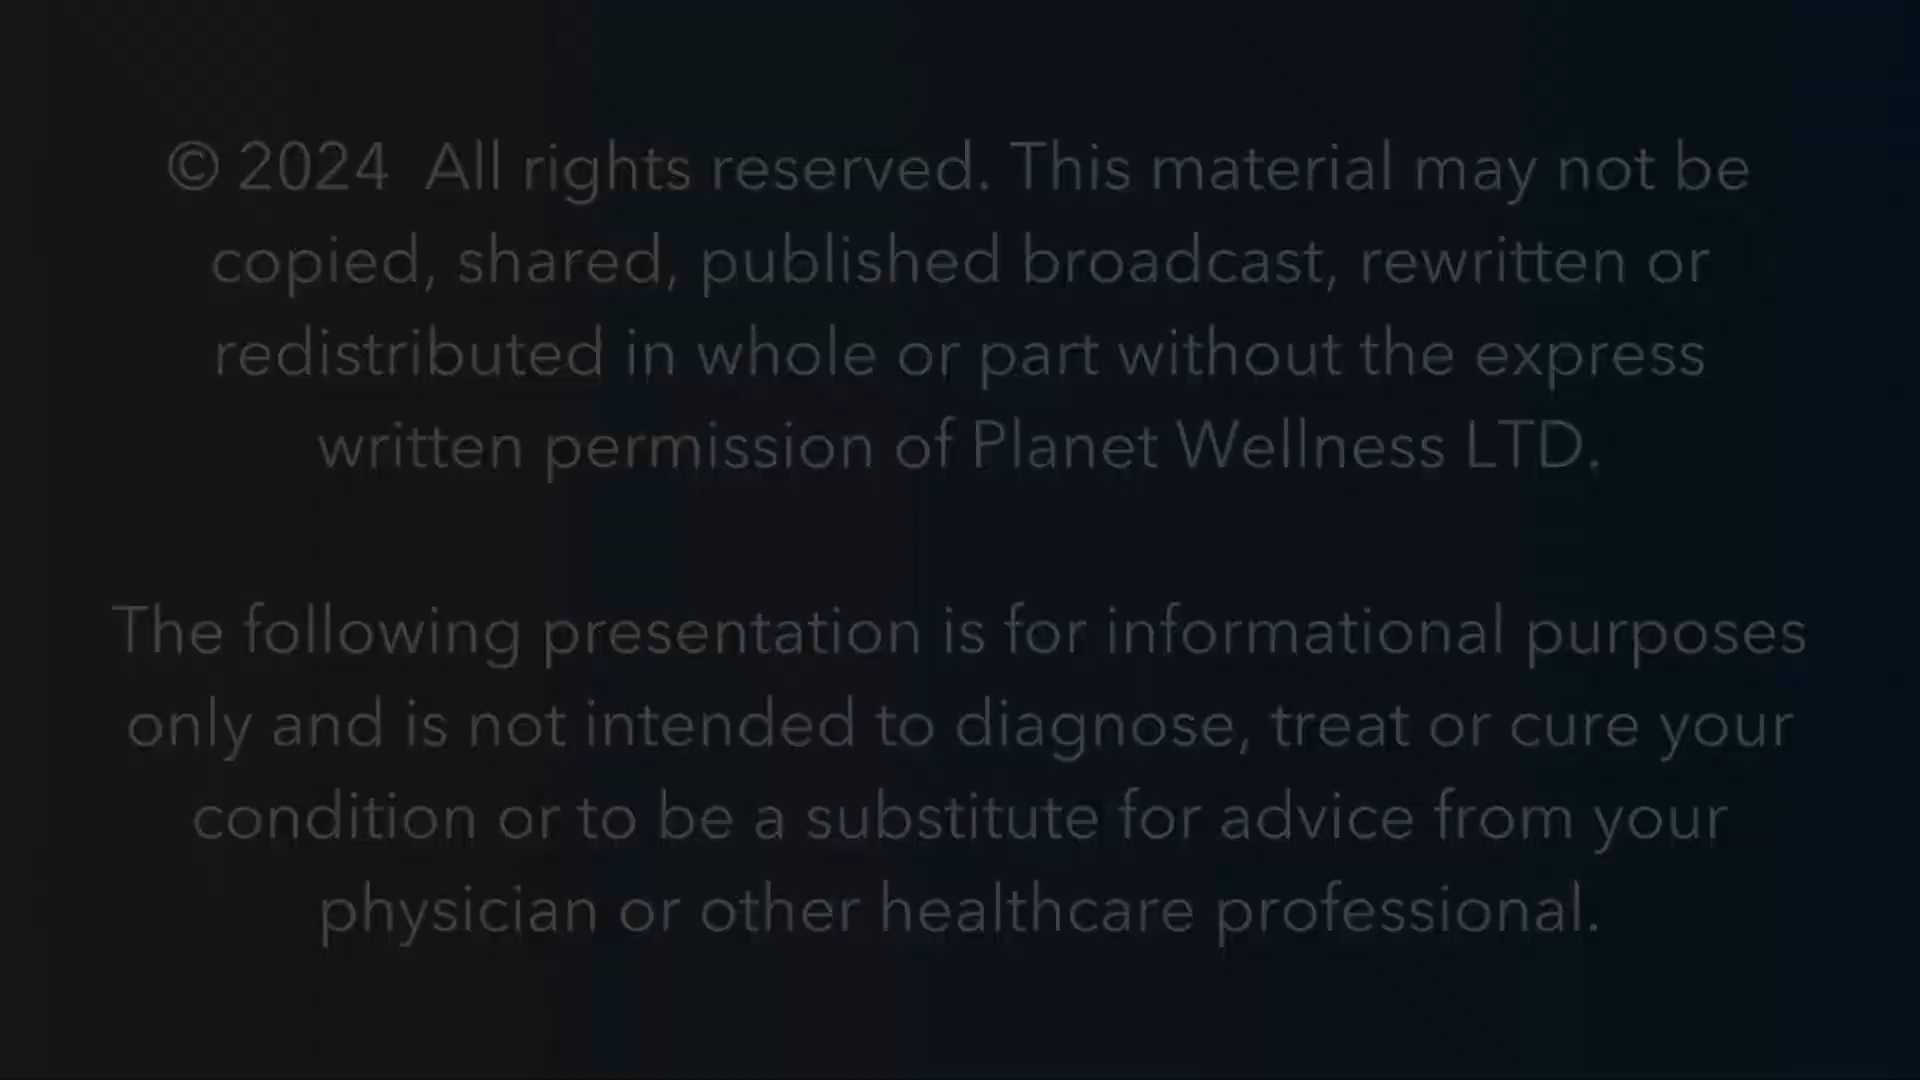 © 2024  All rights reserved. This material may not be
copied, shared, published broadcast, rewritten or
redistributed in whole or part without the express
written permission of Planet Wellness LTD.
The following presentation is for informational purposes
only and is not intended to diagnose, treat or cure your
condition or to be a substitute for advice from your
physician or other healthcare professional.